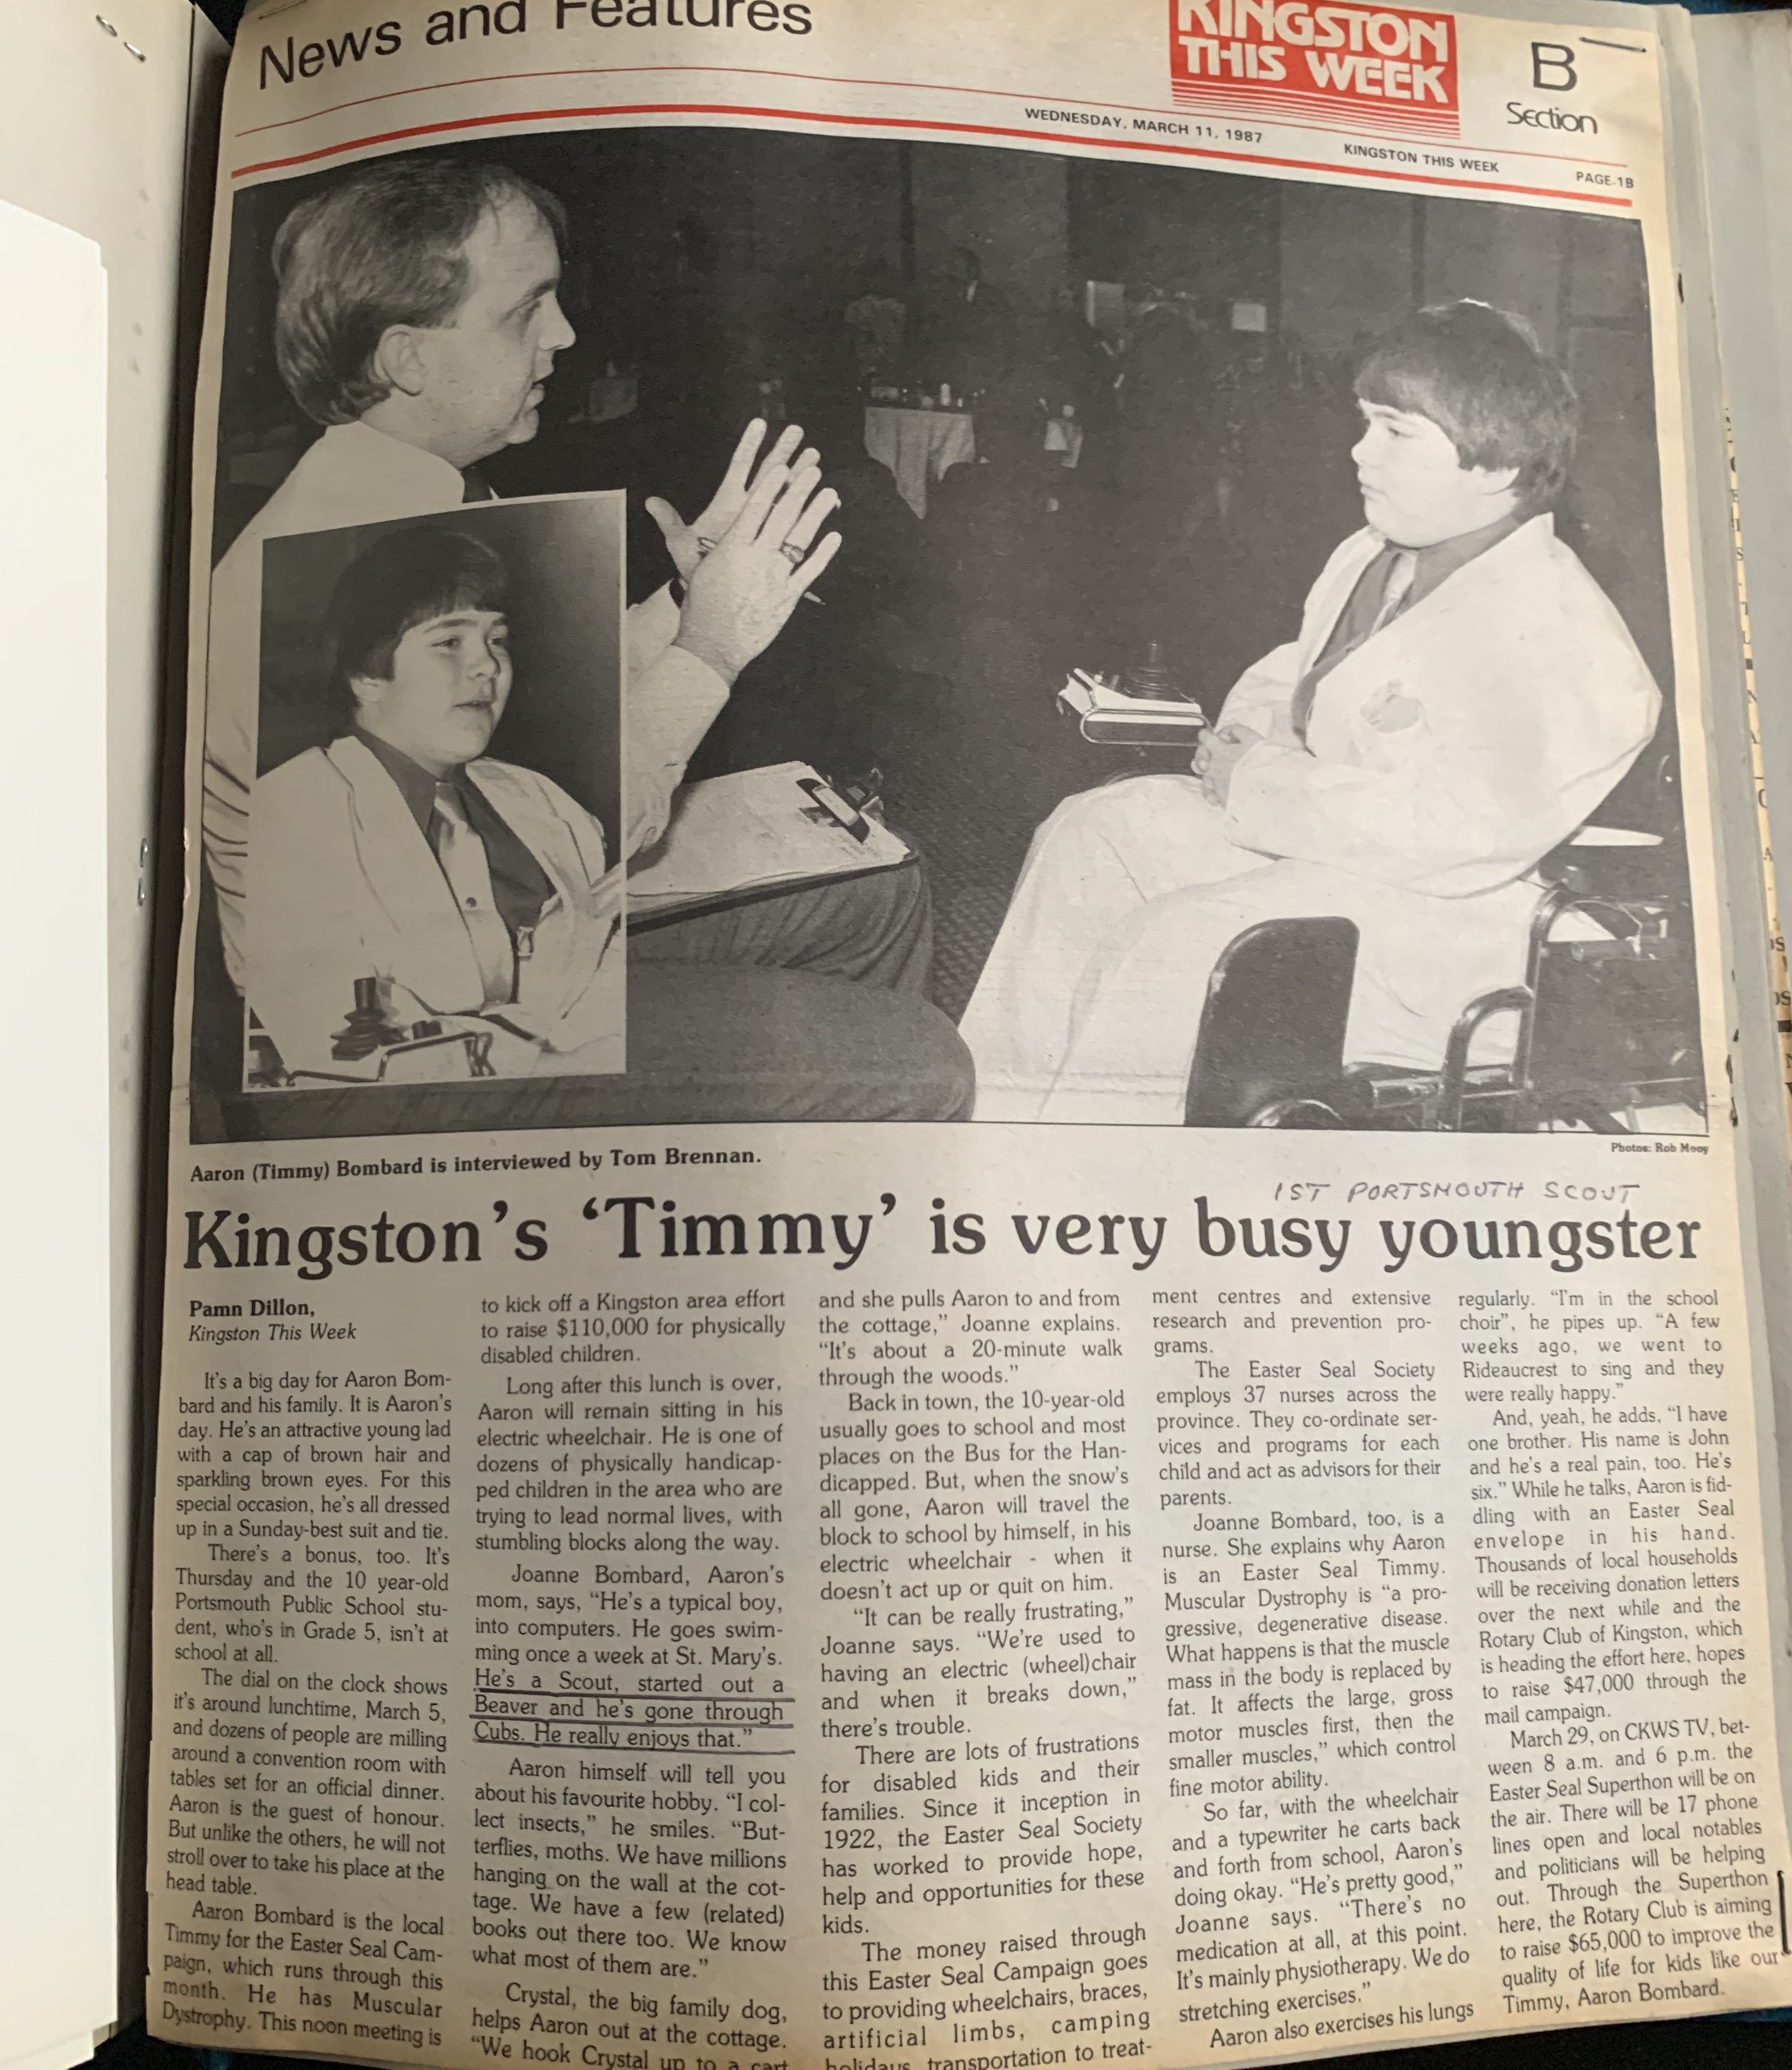 News and Features
KINGSTON
THIS WEEK
B
Section
WEDNESDAY, MARCH 11, 1987
KINGSTON THIS WEEK
PAGE-1B
Photos: Rob Mooy
Aaron (Timmy) Bombard is interviewed by Tom Brennan.
1ST PORTSMOUTH SCOUT
Kingston's 'Timmy' is very busy youngster
Pamn Dillon,
Kingston This Week
It's a big day for Aaron Bom-
bard and his family. It is Aaron's
day. He's an attractive young lad
with a cap of brown hair and
sparkling brown eyes. For this
special occasion, he's all dressed
up in a Sunday-best suit and tie.
There's a bonus, too. It's
Thursday and the 10 year-old
Portsmouth Public School stu-
dent, who's in Grade 5, isn't at
school at all.
The dial on the clock shows
it's around lunchtime, March 5,
and dozens of people are milling
around a convention room with
tables set for an official dinner.
Aaron is the guest of honour.
But unlike the others, he will not
stroll over to take his place at the
head table.
Aaron Bombard is the local
Timmy for the Easter Seal Cam-
paign, which runs through this
month. He has Muscular
Dystrophy. This noon meeting is
to kick off a Kingston area effort
to raise $110,000 for physically
disabled children.
Long after this lunch is over,
Aaron will remain sitting in his
electric wheelchair. He is one of
dozens of physically handicap-
ped children in the area who are
trying to lead normal lives, with
stumbling blocks along the way.
Joanne Bombard, Aaron's
mom, says, "He's a typical boy,
into computers. He goes swim-
ming once a week at St. Mary's.
He's a Scout, started out a
Beaver and he's gone through
Cubs. He really enjoys that."
Aaron himself will tell you
about his favourite hobby. "I col-
lect insects," he smiles. "But-
terflies, moths. We have millions
hanging on the wall at the cot-
tage. We have a few (related)
books out there too. We know
what most of them are."
Crystal, the big family dog,
helps Aaron out at the cottage.
"We hook Crystal up to a cart
and she pulls Aaron to and from
the cottage," Joanne explains.
"It's about a 20-minute walk
through the woods."
Back in town, the 10-year-old
usually goes to school and most
places on the Bus for the Han-
dicapped. But, when the snow's
all gone, Aaron will travel the
block to school by himself, in his
electric wheelchair - when it
doesn't act up or quit on him.
"It can be really frustrating,"
Joanne says. "We're used to
having an electric (wheel)chair
and when it breaks down,"
there's trouble.
There are lots of frustrations
for disabled kids and their
families. Since it inception in
1922, the Easter Seal Society
has worked to provide hope,
help and opportunities for these
kids.
The money raised through
this Easter Seal Campaign goes
to providing wheelchairs, braces,
artificial limbs, camping
holidays, transportation to treat-
ment centres and extensive
research and prevention pro-
grams.
The Easter Seal Society
employs 37 nurses across the
province. They co-ordinate ser-
vices and programs for each
child and act as advisors for their
parents.
Joanne Bombard, too, is a
nurse. She explains why Aaron
is an Easter Seal Timmy.
Muscular Dystrophy is "a pro-
gressive, degenerative disease.
What happens is that the muscle
mass in the body is replaced by
fat. It affects the large, gross
motor muscles first, then the
smaller muscles," which control
fine motor ability.
So far, with the wheelchair
and a typewriter he carts back
and forth from school, Aaron's
doing okay. "He's pretty good,"
Joanne says. "There's no
medication at all, at this point.
It's mainly physiotherapy. We do
stretching exercises."
Aaron also exercises his lungs
regularly. "I'm in the school
choir", he pipes up. "A few
weeks ago, we went to
Rideaucrest to sing and they
were really happy."
And, yeah, he adds, "I have
one brother. His name is John
and he's a real pain, too. He's
six." While he talks, Aaron is fid-
dling with an Easter Seal
envelope in his hand.
Thousands of local households
will be receiving donation letters
over the next while and the
Rotary Club of Kingston, which
is heading the effort here, hopes
to raise $47,000 through the
mail campaign.
March 29, on CKWS TV, bet-
ween 8 a.m. and 6 p.m. the
Easter Seal Superthon will be on
the air. There will be 17 phone
lines open and local notables
and politicians will be helping
out. Through the Superthon
here, the Rotary Club is aiming
to raise $65,000 to improve the
quality of life for kids like our
Timmy, Aaron Bombard.